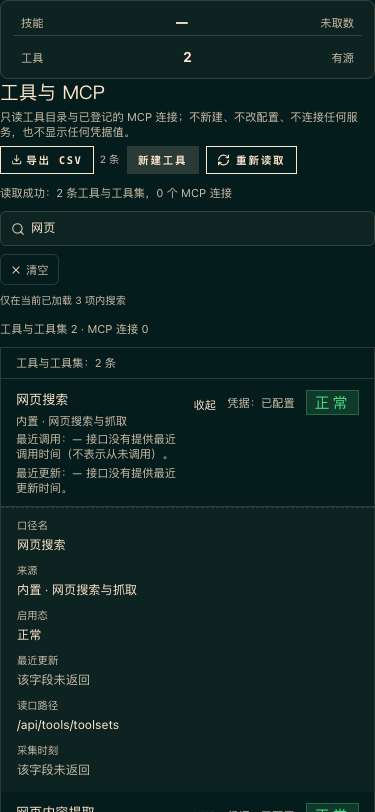 技能 — 未取数
工具 2 有源
工具与 MCP
只读工具目录与已登记的 MCP 连接；不新建、不改配置、不连接任何服
务，也不显示任何凭据值。
导出 CSV 2 条 新建工具 重新读取
读取成功：2 条工具与工具集，0 个 MCP 连接
网页
清空
仅在当前已加载 3 项内搜索
工具与工具集 2 · MCP 连接 0
工具与工具集：2 条
网页搜索 收起 凭据：已配置 正常
内置 · 网页搜索与抓取
最近调用：— 接口没有提供最近
调用时间（不表示从未调用）。
最近更新：— 接口没有提供最近
更新时间。
口径名
网页搜索
来源
内置 · 网页搜索与抓取
启用态
正常
最近更新
该字段未返回
读口路径
/api/tools/toolsets
采集时刻
该字段未返回
网页内容提取